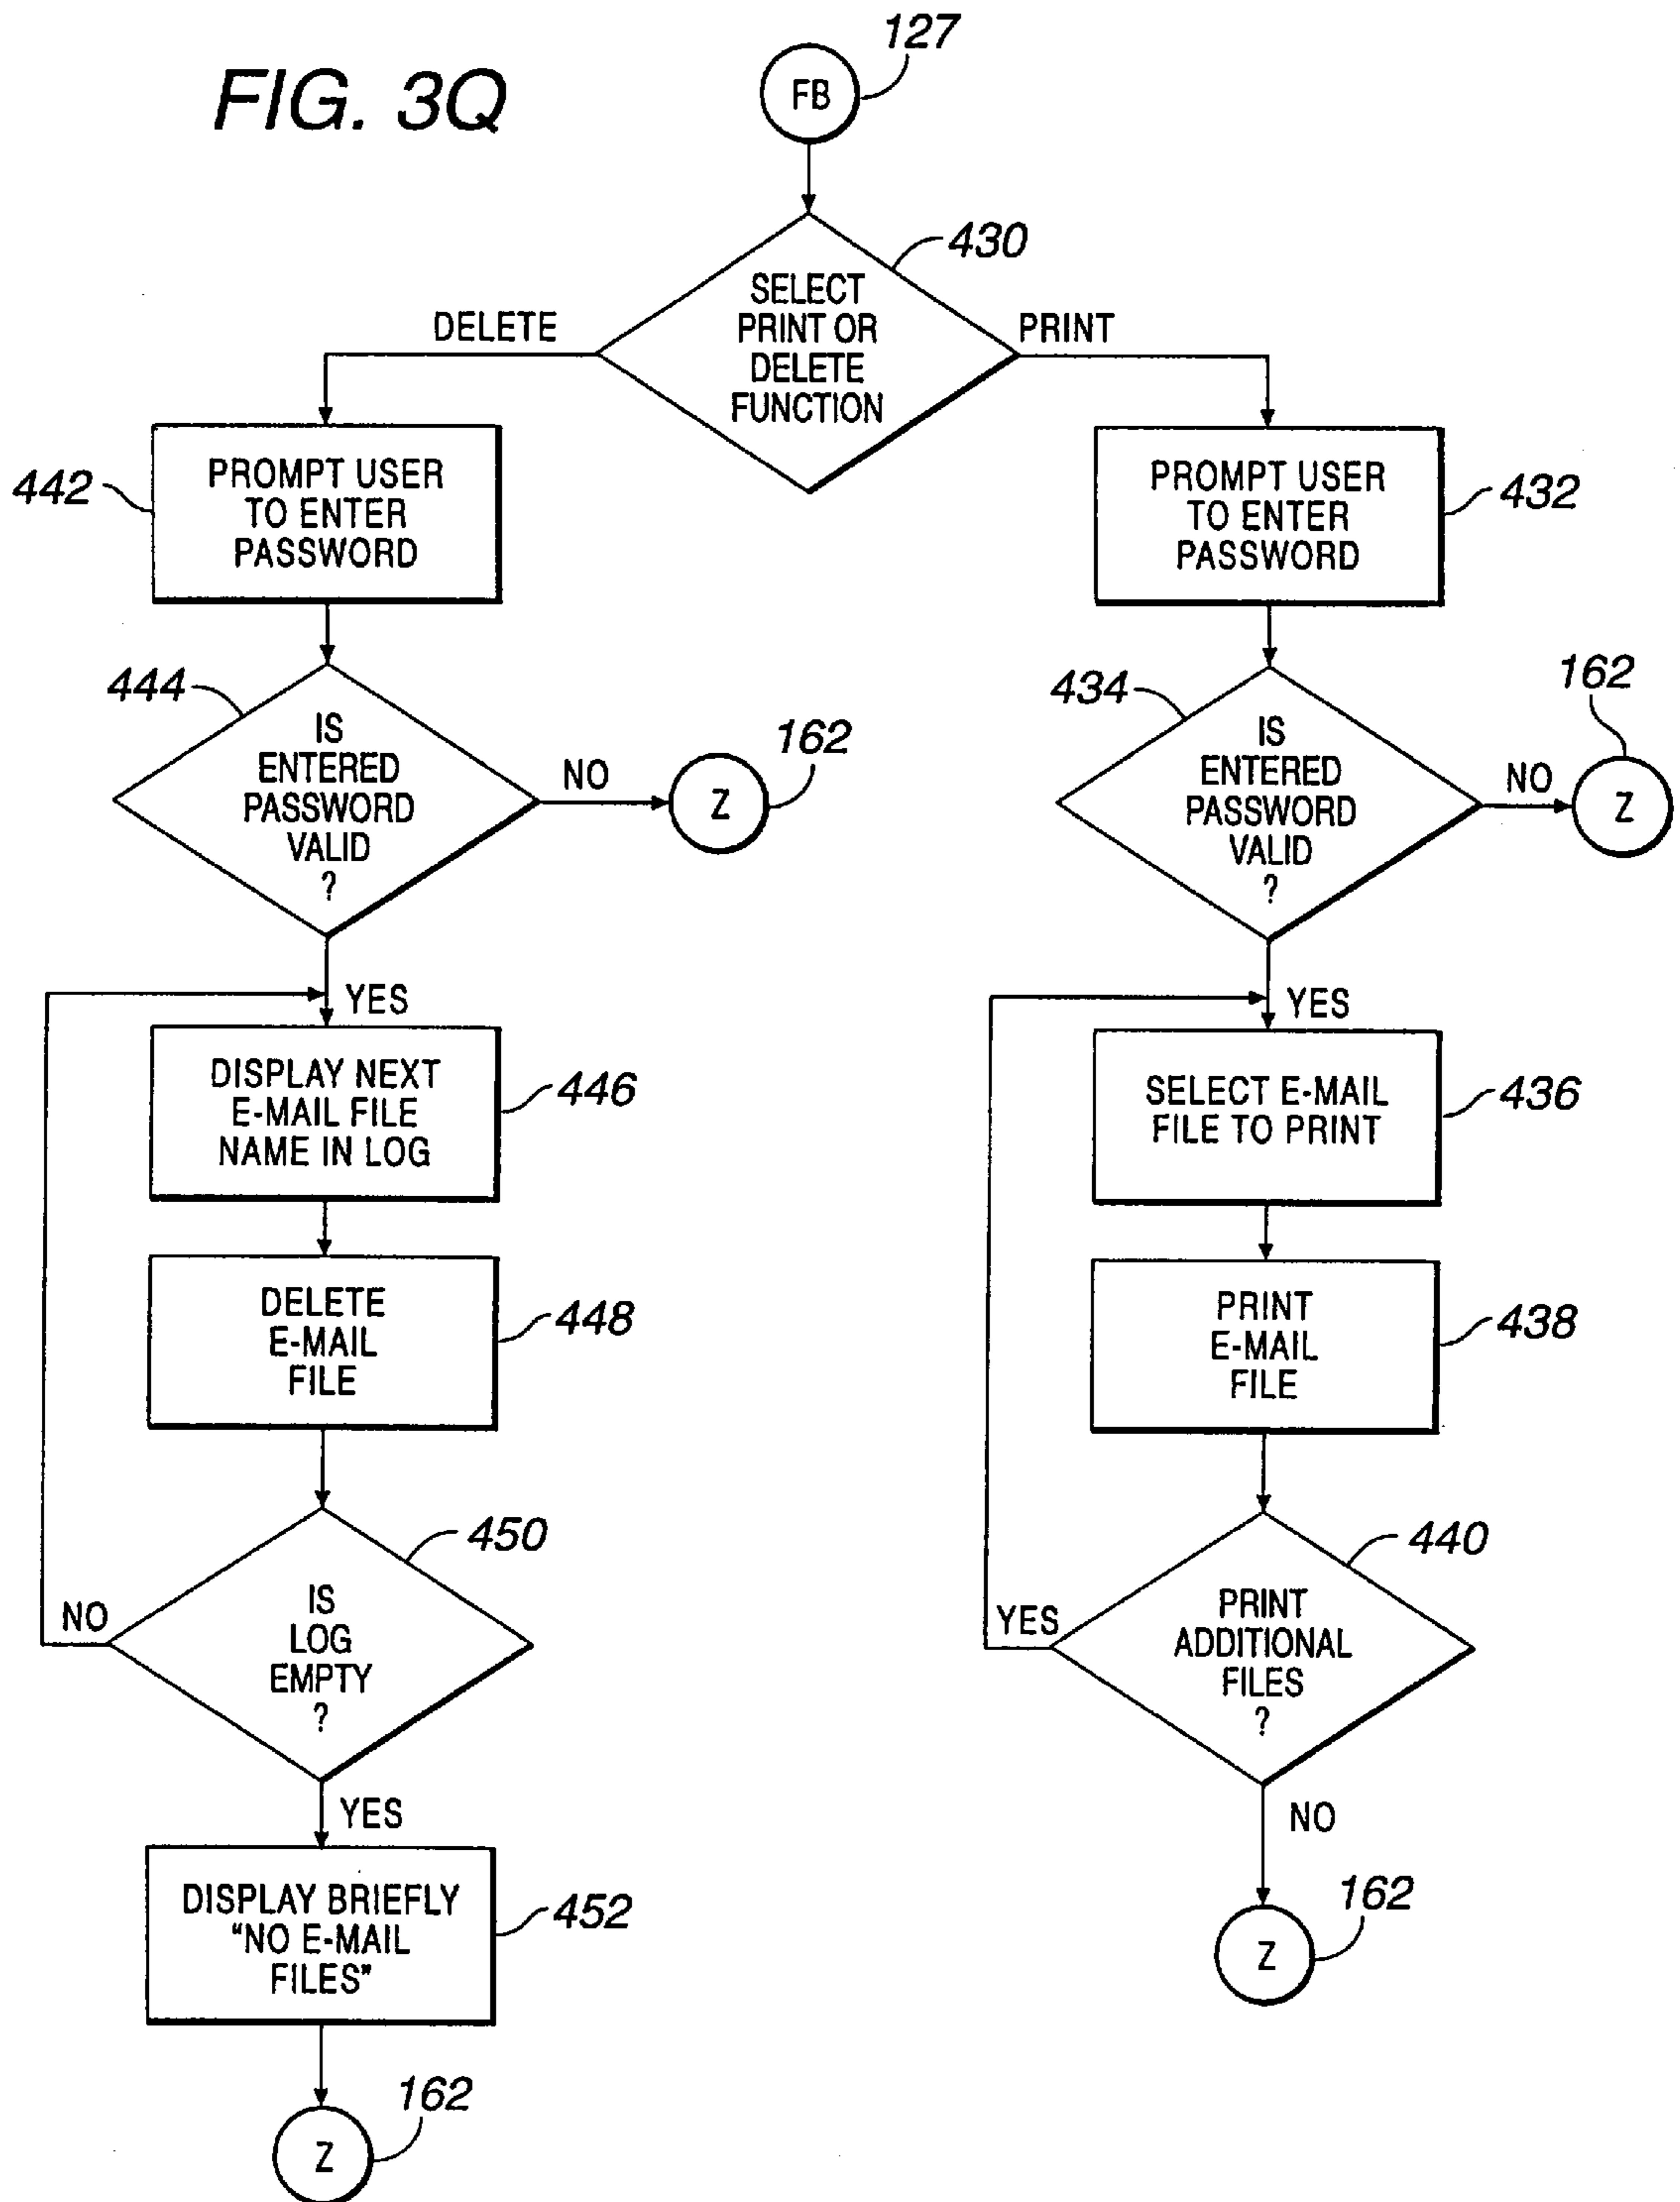 FIG. 3Q
127
FB
430
SELECT
PRINT OR
DELETE
FUNCTION
DELETE
PRINT
442
PROMPT USER
TO ENTER
PASSWORD
PROMPT USER
TO ENTER
PASSWORD
432
444
IS
ENTERED
PASSWORD
VALID
?
NO
162
Z
434
IS
ENTERED
PASSWORD
VALID
?
NO
162
Z
YES
DISPLAY NEXT
E-MAIL FILE
NAME IN LOG
446
YES
SELECT E-MAIL
FILE TO PRINT
436
DELETE
E-MAIL
FILE
448
PRINT
E-MAIL
FILE
438
450
IS
LOG
EMPTY
?
NO
440
PRINT
ADDITIONAL
FILES
?
YES
YES
DISPLAY BRIEFLY
"NO E-MAIL
FILES"
452
NO
162
Z
162
Z